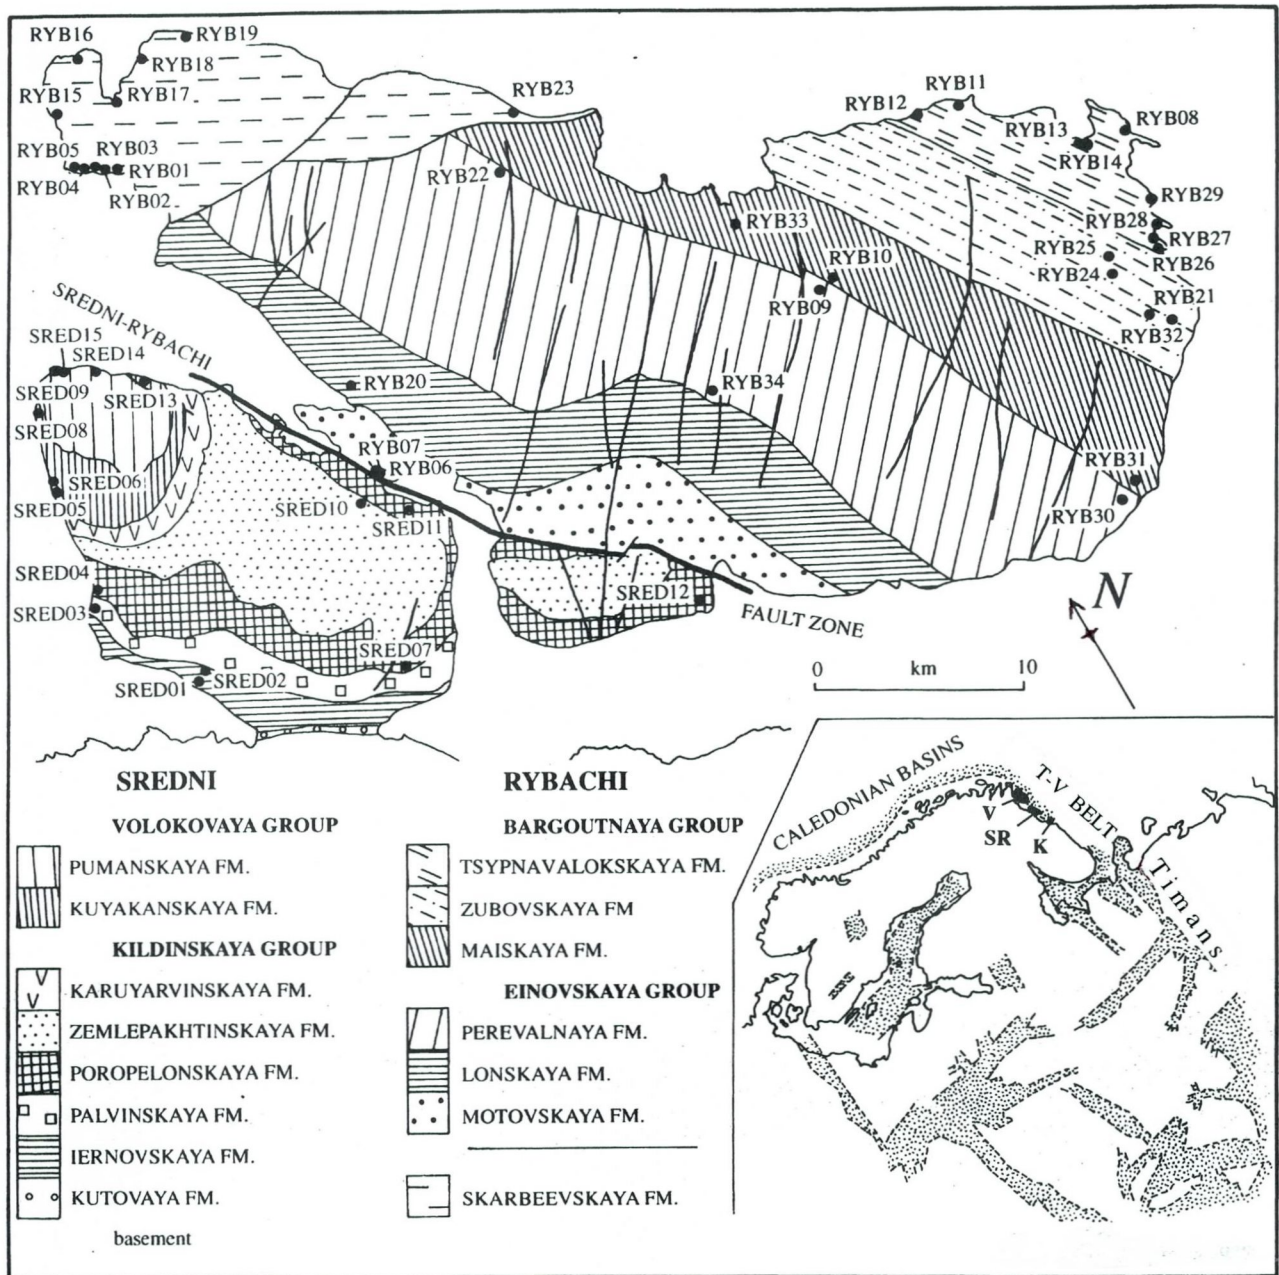 RYB16
RYB19
RYB18
RYB15
RYB17
RYB23
RYB11
RYB12
RYB13
RYB08
RYB14
RYB05
RYB03
RYB01
RYB04
RYB02
RYB22
RYB29
RYB33
RYB28
RYB27
RYB25
RYB26
RYB24
RYB10
RYB09
RYB21
RYB32
SREDNI-RYBACHI
SRED15
SRED14
SRED09
SRED13
SRED08
RYB20
RYB34
RYB07
RYB06
SRED06
SRED05
SRED10
SRED11
RYB31
RYB30
SRED04
SRED03
SRED12
FAULT ZONE
N
SRED07
SRED01
SRED02
0 km 10
SREDNI
VOLOKOVAYA GROUP
PUMANSKAYA FM.
KUYAKANSKAYA FM.
KILDINSKAYA GROUP
KARUYARVINSKAYA FM.
ZEMLEPAKHTINSKAYA FM.
POROPELONSKAYA FM.
PALVINSKAYA FM.
IERNOVSKAYA FM.
KUTOVAYA FM.
basement
RYBACHI
BARGOUTNAYA GROUP
TSYPNAVALOKSKAYA FM.
ZUBOVSKAYA FM
MAISKAYA FM.
EINOVSKAYA GROUP
PEREVALNAYA FM.
LONSKAYA FM.
MOTOVSKAYA FM.
SKARBEEVSKAYA FM.
CALEDONIAN BASINS
T-V BELT
V
SR
K
Timans